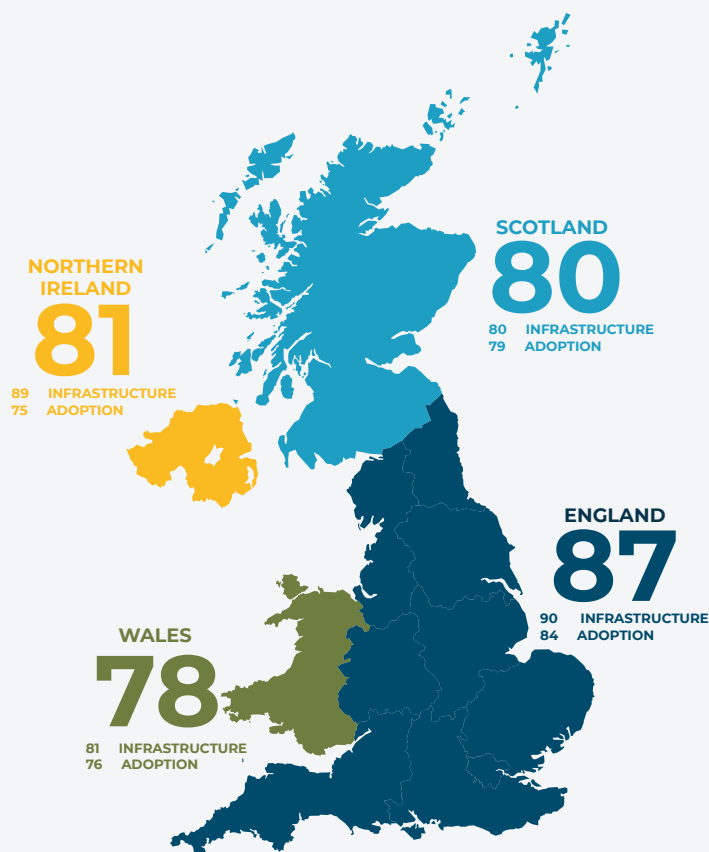 SCOTLAND
80
80 INFRASTRUCTURE
79 ADOPTION
NORTHERN
IRELAND
81
89 INFRASTRUCTURE
75 ADOPTION
ENGLAND
87
90 INFRASTRUCTURE
84 ADOPTION
WALES
78
81 INFRASTRUCTURE
76 ADOPTION